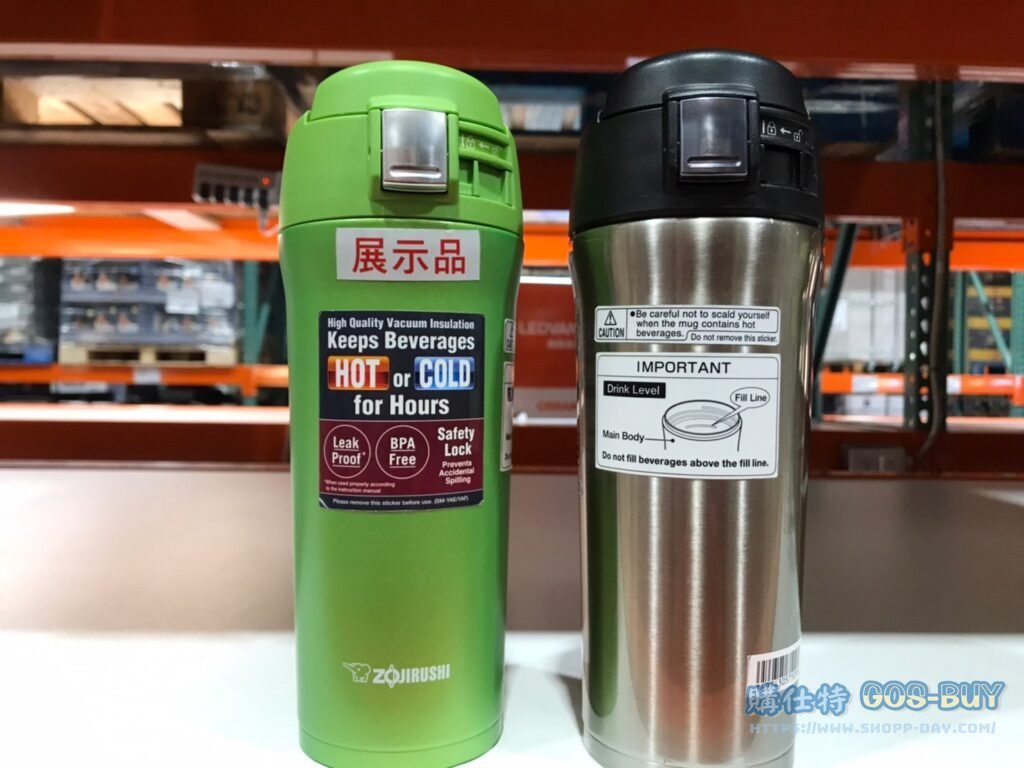 展示品
High Quality Vacuum Insulation
Keeps Beverages
HOT or COLD
for Hours
Leak
Proof*
BPA
Free
Safety
Lock
Prevents
Accidental
Spilling
*When used properly according
to the instruction manual
Please remove this sticker before use. (SM-YAE/YAF)
ZOJIRUSHI
CAUTION
•Be careful not to scald yourself
when the mug contains hot
beverages.
Do not remove this sticker.
IMPORTANT
Drink Level
Fill Line
Main Body
Do not fill beverages above the fill line.
LEDVAN
購仕特 GOS-BUY
HTTPS://WWW.SHOPP-DAY.COM/